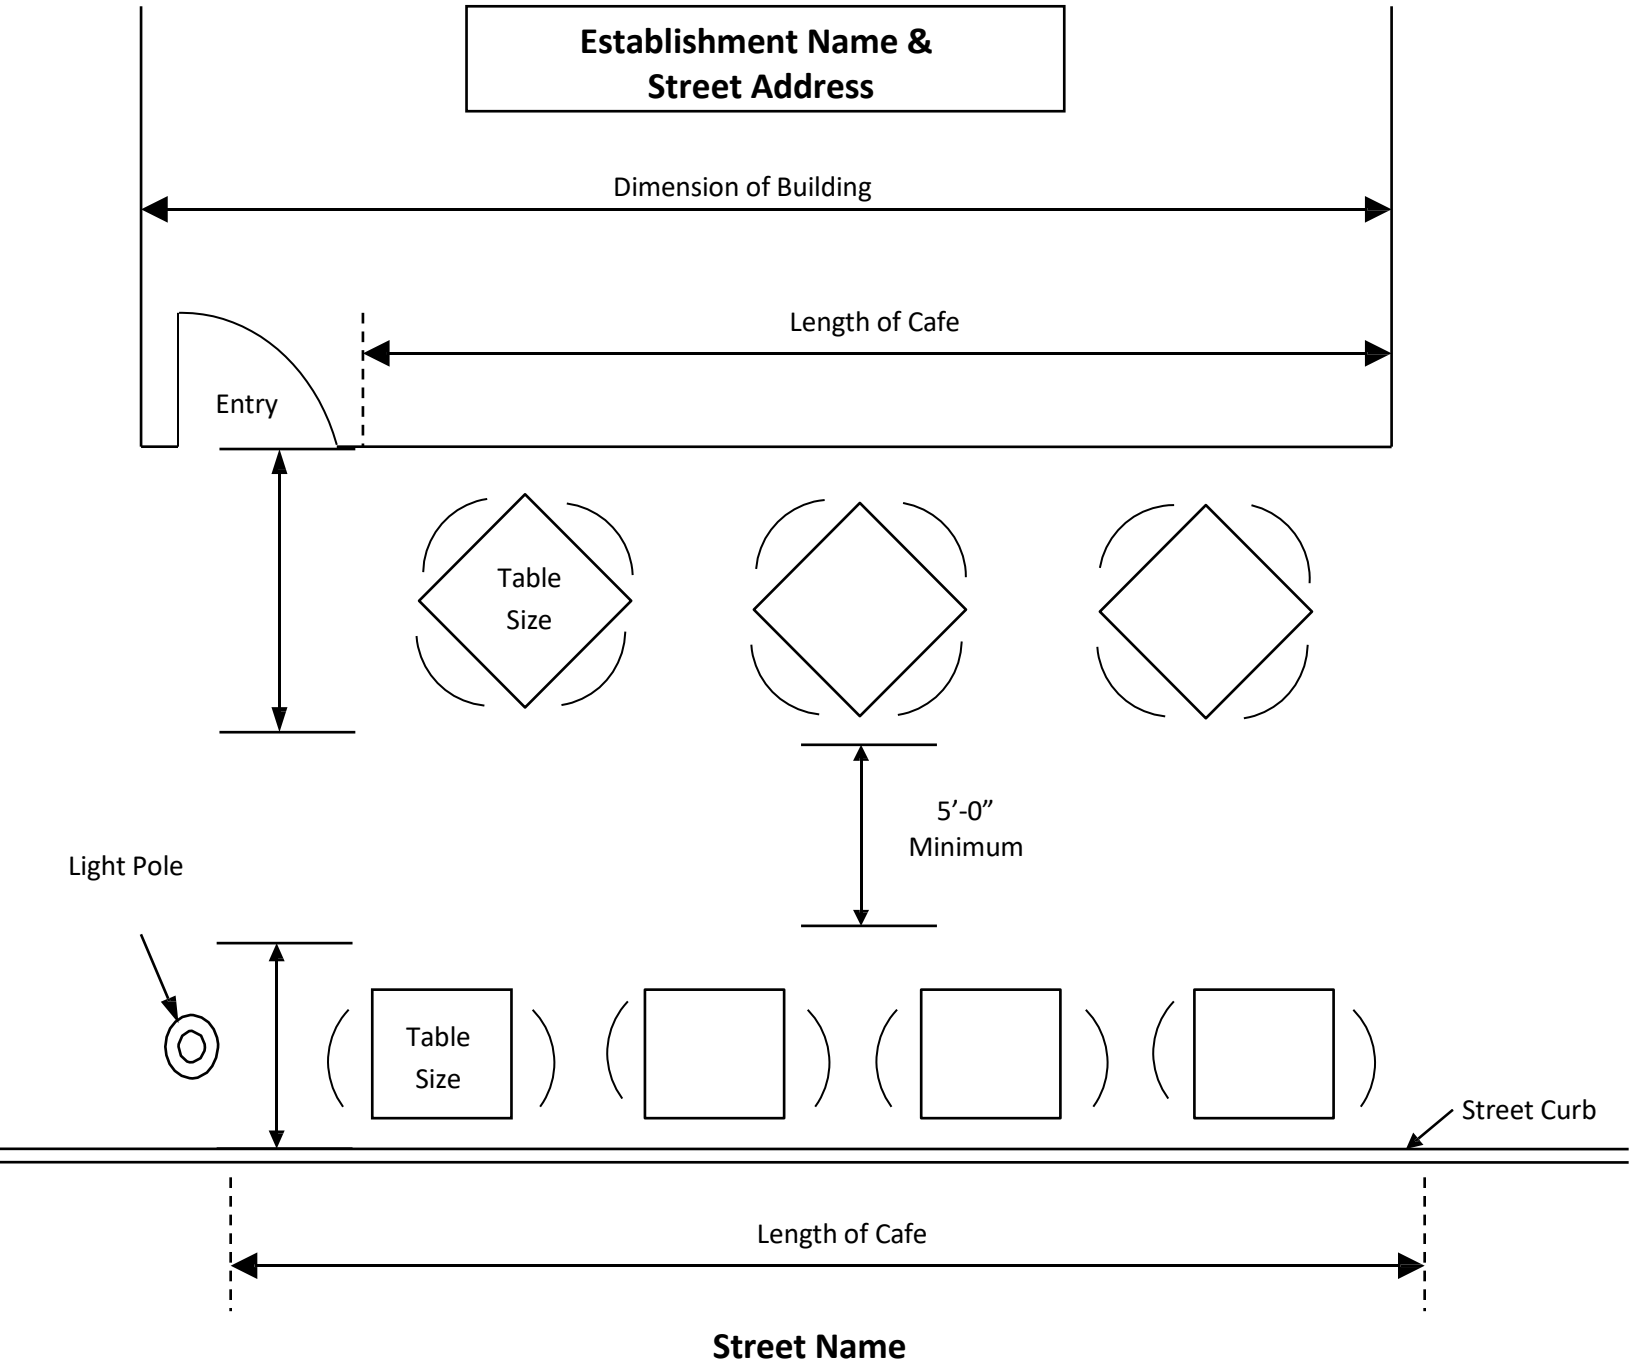 Establishment Name &
Street Address
Dimension of Building
Length of Cafe
Entry
Table
Size
5’-0”
Minimum
Light Pole
Table
Size
Street Curb
Length of Cafe
Street Name